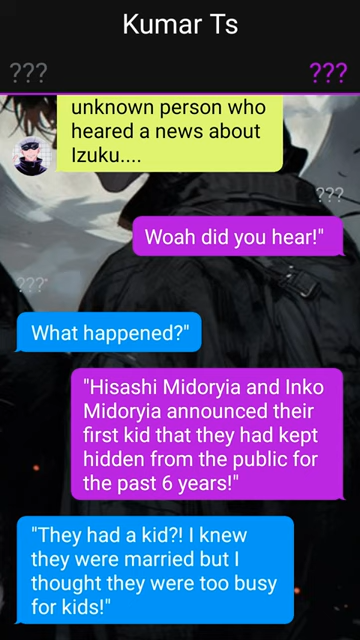 Kumar Ts
???
???
unknown person who
heared a news about
Izuku....
???
Woah did you hear!"
???
What happened?"
"Hisashi Midoryia and Inko
Midoryia announced their
first kid that they had kept
hidden from the public for
the past 6 years!"
"They had a kid?! I knew
they were married but I
thought they were too busy
for kids!"